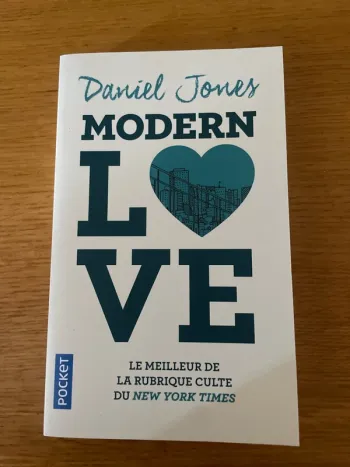 Daniel Jones
MODERN
L
VE
LE MEILLEUR DE
LA RUBRIQUE CULTE
DU NEW YORK TIMES
POCKET